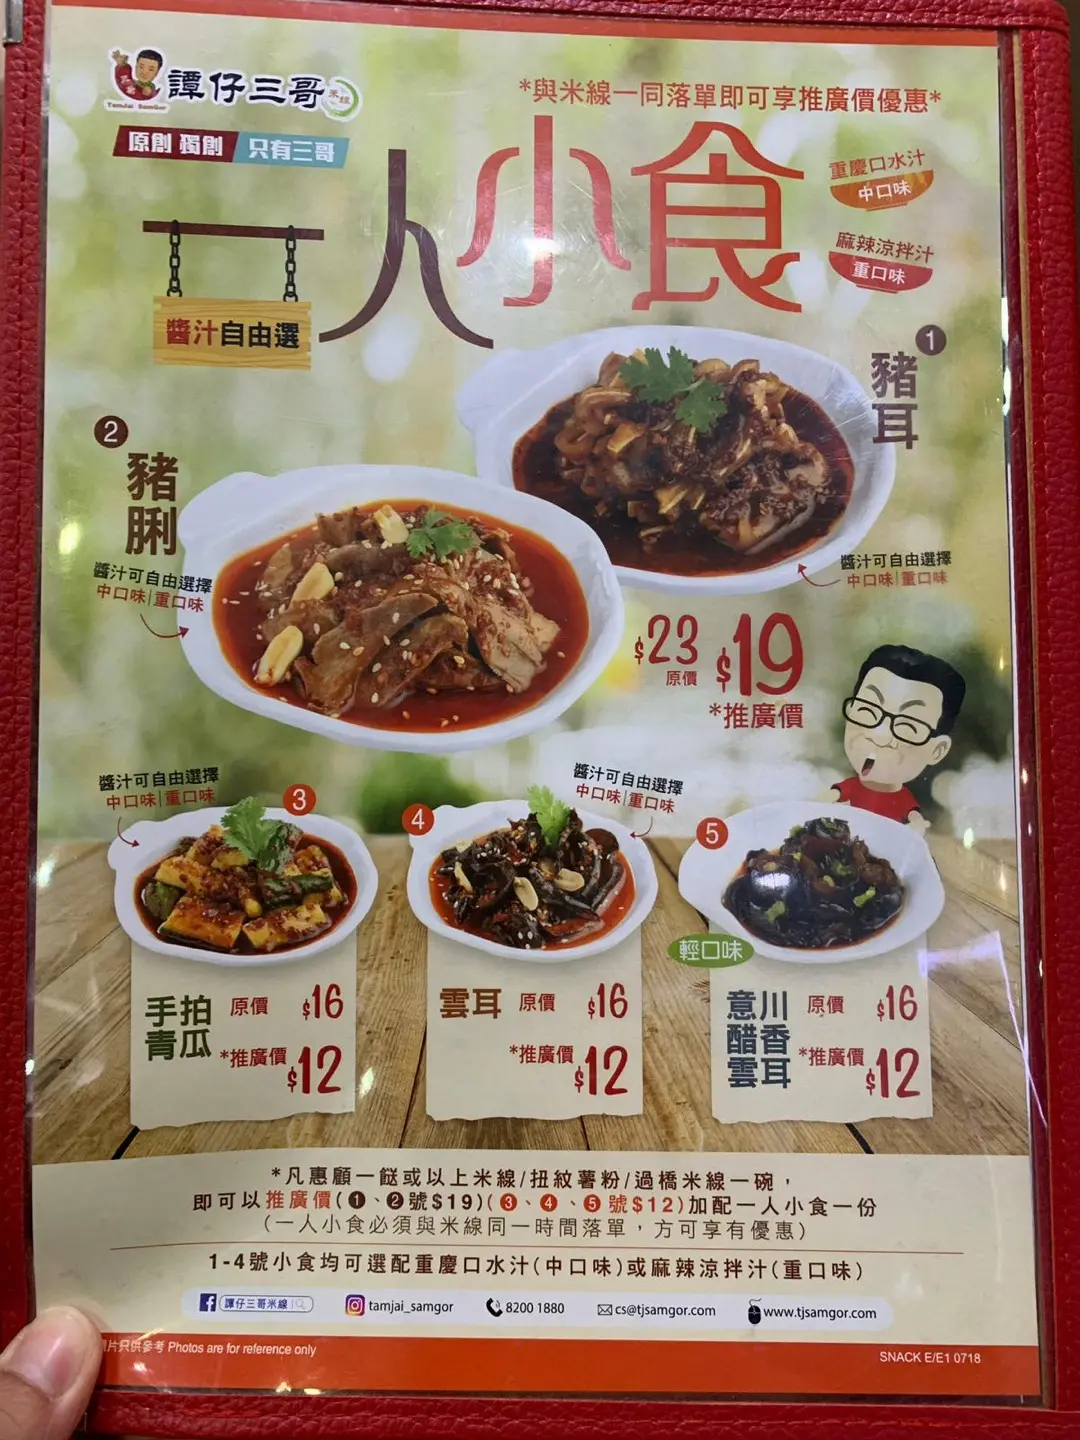 譚仔三哥米線
TamJai SamGor
*與米線一同落單即可享推廣價優惠*
原創 獨創 只有三哥
一人小食
重慶口水汁
中口味
麻辣涼拌汁
重口味
醬汁自由選
1
豬耳
2
豬脷
醬汁可自由選擇
中口味|重口味
醬汁可自由選擇
中口味|重口味
$23 $19
原價
*推廣價
醬汁可自由選擇
中口味|重口味
醬汁可自由選擇
中口味|重口味
3
4
5
輕口味
手拍青瓜
原價 $16
*推廣價 $12
雲耳
原價 $16
*推廣價 $12
意川醋香雲耳
原價 $16
*推廣價 $12
*凡惠顧一餸或以上米線/扭紋薯粉/過橋米線一碗，
即可以推廣價(❶、❷號$19)(❸、❹、❺號$12)加配一人小食一份
(一人小食必須與米線同一時間落單，方可享有優惠)
1-4號小食均可選配重慶口水汁(中口味)或麻辣涼拌汁(重口味)
譚仔三哥米線 tamjai_samgor 8200 1880 cs@tjsamgor.com www.tjsamgor.com
片只供參考 Photos are for reference only
SNACK E/E1 0718